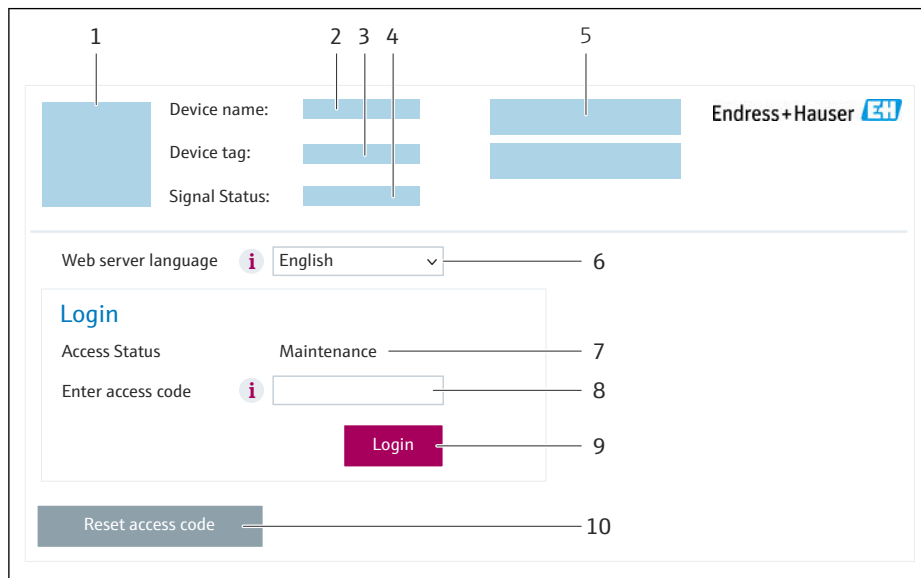 1 2 3 4 5
Device name:
Endress+Hauser EH
Device tag:
Signal Status:
Web server language i English 6
Login
Access Status Maintenance 7
Enter access code i 8
Login 9
Reset access code 10